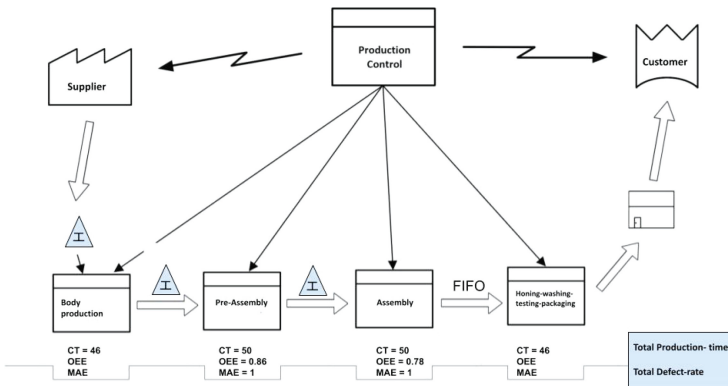 Production
Control
Supplier
Customer
I
I
I
FIFO
Body
production
Pre-Assembly
Assembly
Honing-washing-
testing-packaging
CT = 46
OEE
MAE
CT = 50
OEE = 0.86
MAE = 1
CT = 50
OEE = 0.78
MAE = 1
CT = 46
OEE
MAE
Total Production- time
Total Defect-rate